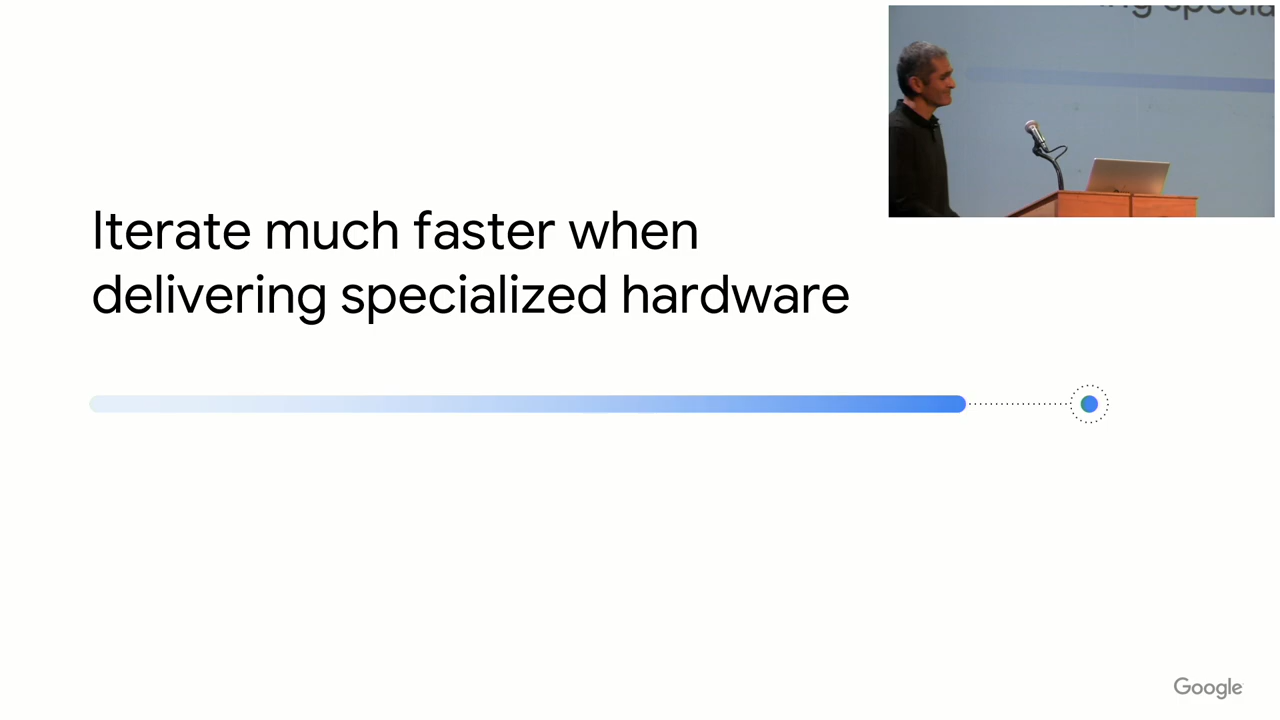 Iterate much faster when
delivering specialized hardware
Google